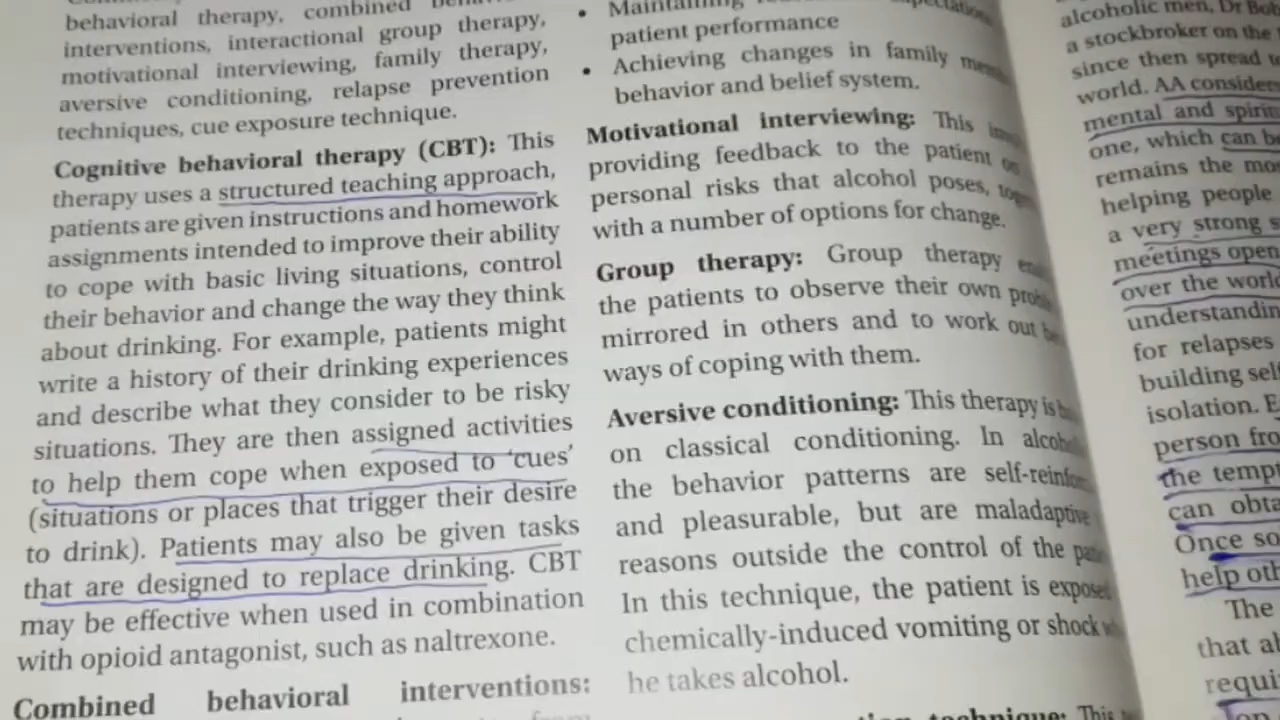 behavioral therapy, combined
interventions, interactional group therapy,
motivational interviewing, family therapy,
aversive conditioning, relapse prevention
techniques, cue exposure technique.
Cognitive behavioral therapy (CBT): This
therapy uses a structured teaching approach,
patients are given instructions and homework
assignments intended to improve their ability
to cope with basic living situations, control
their behavior and change the way they think
about drinking. For example, patients might
write a history of their drinking experiences
and describe what they consider to be risky
situations. They are then assigned activities
to help them cope when exposed to ‘cues’
(situations or places that trigger their desire
to drink). Patients may also be given tasks
that are designed to replace drinking. CBT
may be effective when used in combination
with opioid antagonist, such as naltrexone.
Combined behavioral interventions:
• Maintaining
patient performance
• Achieving changes in family
behavior and belief system.
Motivational interviewing: This
providing feedback to the patient
personal risks that alcohol poses,
with a number of options for change.
Group therapy: Group therapy
the patients to observe their own
mirrored in others and to work out
ways of coping with them.
Aversive conditioning: This therapy is
on classical conditioning. In
the behavior patterns are
and pleasurable, but are maladaptive
reasons outside the control of the
In this technique, the patient is exposed
chemically-induced vomiting or shock
he takes alcohol.
technique: This
alcoholic men, Dr Bob
a stockbroker on the
since then spread
world. AA
mental and
one, which can
remains the
helping people
a very strong
meetings open
over the world
for relapses
building
isolation.
person
the
can
Once
help
The
that